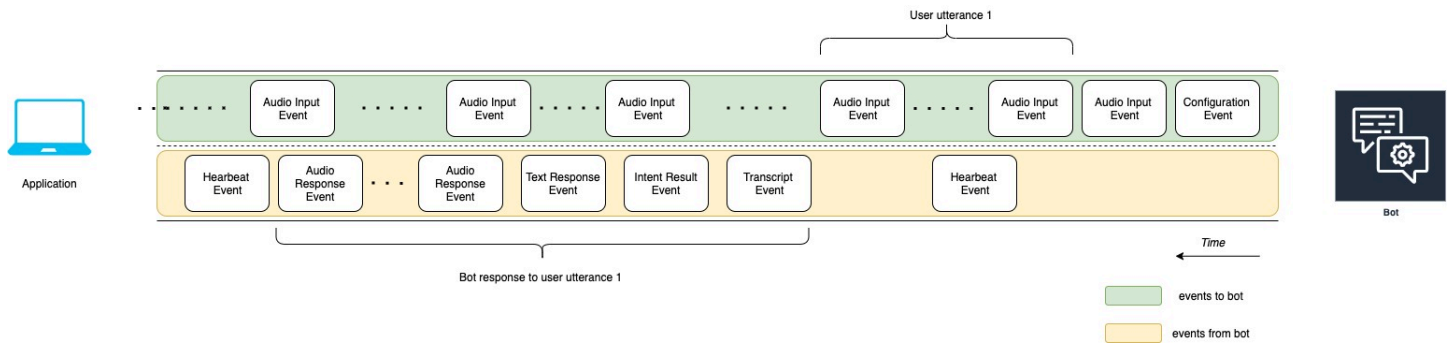 User utterance 1
Audio Input
Event
Audio Input
Event
Audio Input
Event
Audio Input
Event
Audio Input
Event
Audio Input
Event
Configuration
Event
Application
Hearbeat
Event
Audio
Response
Event
Audio
Response
Event
Text Response
Event
Intent Result
Event
Transcript
Event
Hearbeat
Event
Bot
Time
Bot response to user utterance 1
events to bot
events from bot